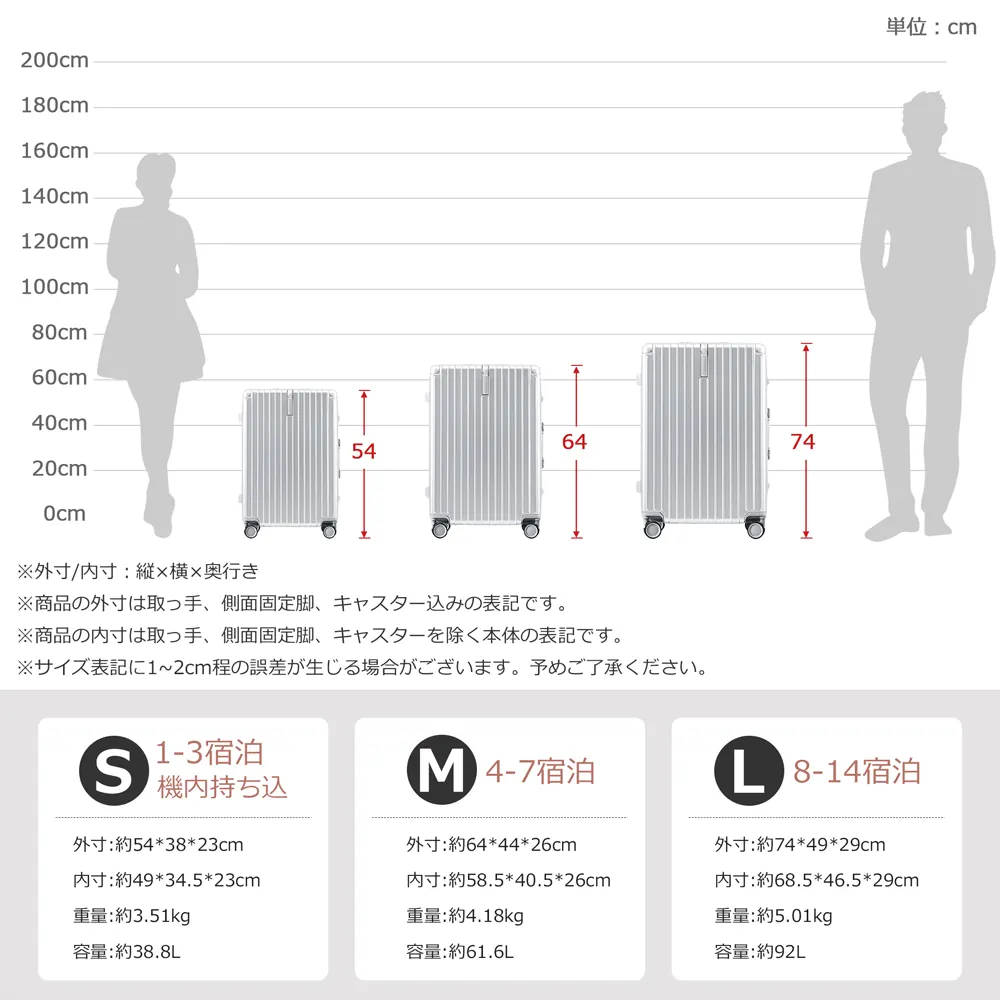 単位：cm
200cm
180cm
160cm
140cm
120cm
100cm
80cm
60cm
40cm
20cm
0cm
54
64
74
※外寸/内寸：縦×横×奥行き
※商品の外寸は取っ手、側面固定脚、キャスター込みの表記です。
※商品の内寸は取っ手、側面固定脚、キャスターを除く本体の表記です。
※サイズ表記に1~2cm程の誤差が生じる場合がございます。予めご了承ください。
S
1-3宿泊
機内持ち込
外寸:約54*38*23cm
内寸:約49*34.5*23cm
重量:約3.51kg
容量:約38.8L
M
4-7宿泊
外寸:約64*44*26cm
内寸:約58.5*40.5*26cm
重量:約4.18kg
容量:約61.6L
L
8-14宿泊
外寸:約74*49*29cm
内寸:約68.5*46.5*29cm
重量:約5.01kg
容量:約92L